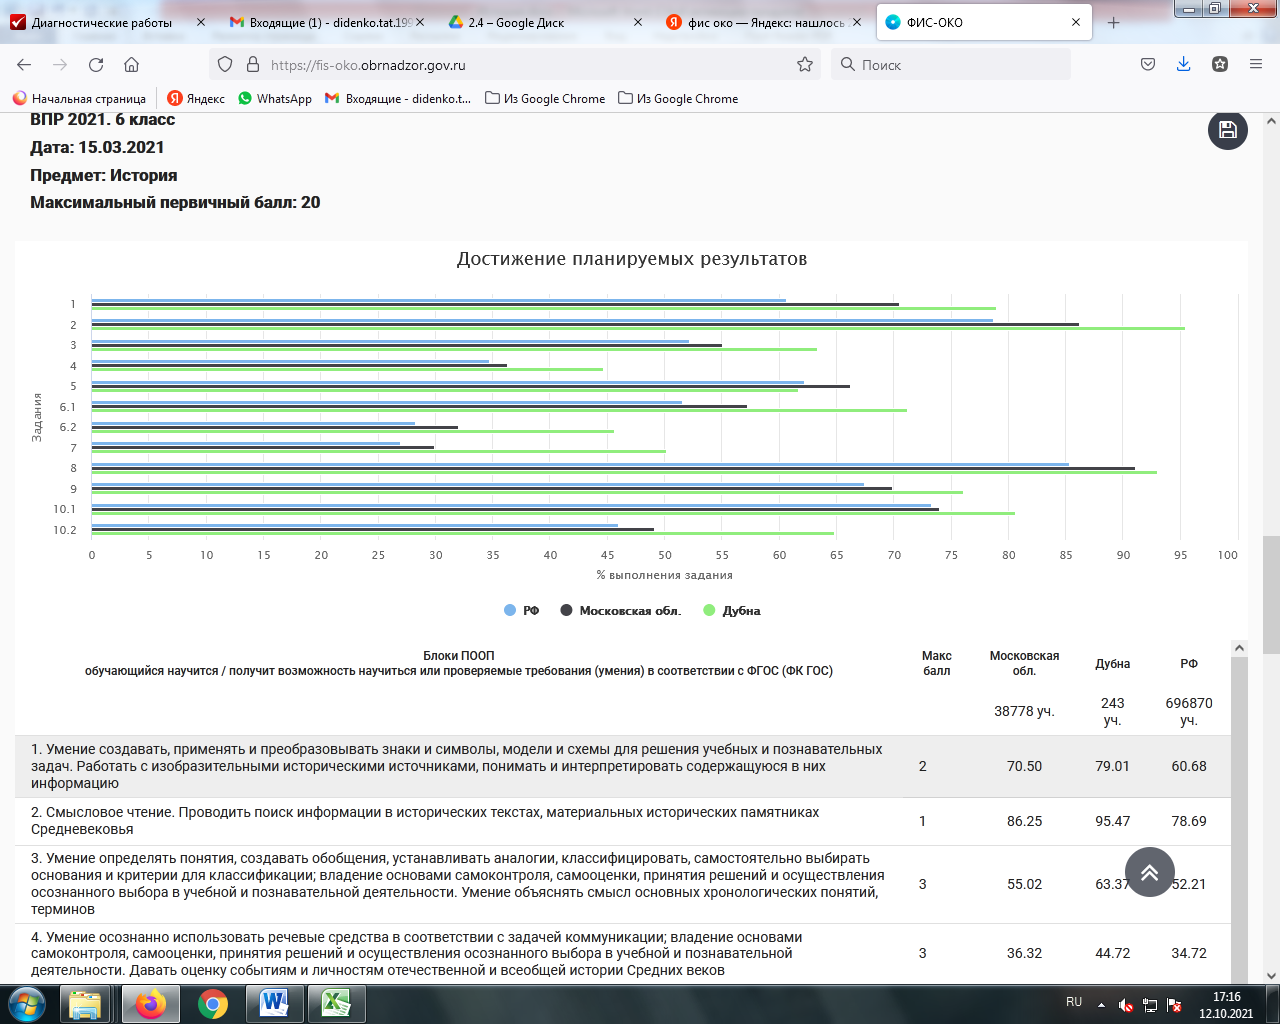 Диагностические работы
Входящие (1) - didenko.tat.199
2.4 – Google Диск
фис око — Яндекс: нашлось
ФИС-ОКО
https://fis-oko.obrnadzor.gov.ru
Поиск
Начальная страница
Яндекс
WhatsApp
Входящие - didenko.t...
Из Google Chrome
Из Google Chrome
ВПР 2021. 6 класс
Дата: 15.03.2021
Предмет: История
Максимальный первичный балл: 20
Достижение планируемых результатов
Задания
1
2
3
4
5
6.1
6.2
7
8
9
10.1
10.2
0 5 10 15 20 25 30 35 40 45 50 55 60 65 70 75 80 85 90 95 100
% выполнения задания
РФ Московская обл. Дубна
Блоки ПООП
обучающийся научится / получит возможность научиться или проверяемые требования (умения) в соответствии с ФГОС (ФК ГОС)
Макс
балл
Московская
обл.
Дубна
РФ
38778 уч.
243
уч.
696870
уч.
1. Умение создавать, применять и преобразовывать знаки и символы, модели и схемы для решения учебных и познавательных
задач. Работать с изобразительными историческими источниками, понимать и интерпретировать содержащуюся в них
информацию
2 70.50 79.01 60.68
2. Смысловое чтение. Проводить поиск информации в исторических текстах, материальных исторических памятниках
Средневековья
1 86.25 95.47 78.69
3. Умение определять понятия, создавать обобщения, устанавливать аналогии, классифицировать, самостоятельно выбирать
основания и критерии для классификации; владение основами самоконтроля, самооценки, принятия решений и осуществления
осознанного выбора в учебной и познавательной деятельности. Умение объяснять смысл основных хронологических понятий,
терминов
3 55.02 63.37 52.21
4. Умение осознанно использовать речевые средства в соответствии с задачей коммуникации; владение основами
самоконтроля, самооценки, принятия решений и осуществления осознанного выбора в учебной и познавательной
деятельности. Давать оценку событиям и личностям отечественной и всеобщей истории Средних веков
3 36.32 44.72 34.72
RU
17:16
12.10.2021